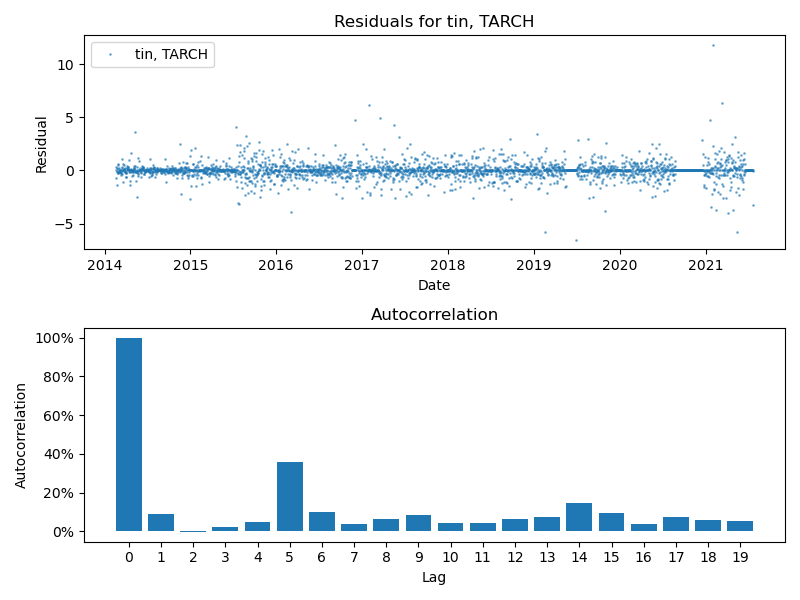 Residuals for tin, TARCH
tin, TARCH
10
5
0
−5
Residual
2014 2015 2016 2017 2018 2019 2020 2021
Date
Autocorrelation
100%
80%
60%
40%
20%
0%
Autocorrelation
0 1 2 3 4 5 6 7 8 9 10 11 12 13 14 15 16 17 18 19
Lag